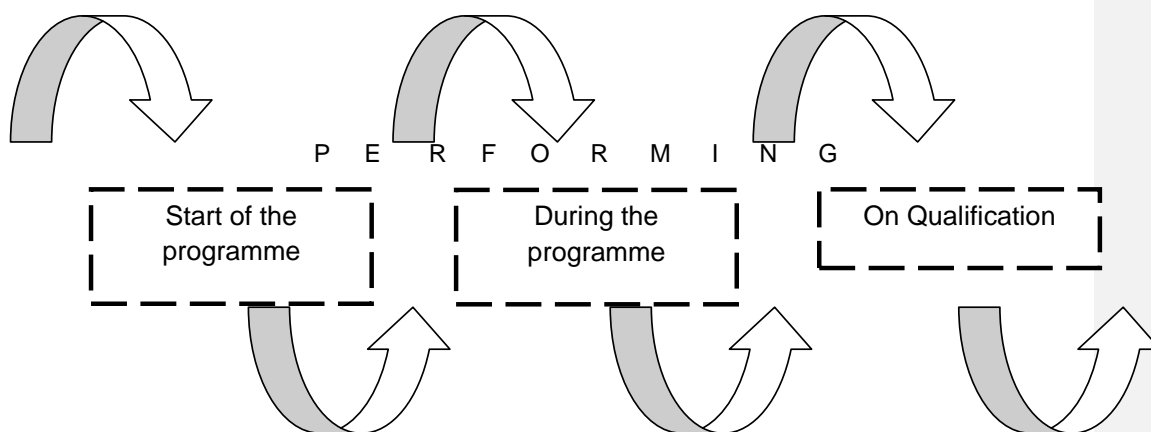 P E R F O R M I N G
Start of the
programme
During the
programme
On Qualification